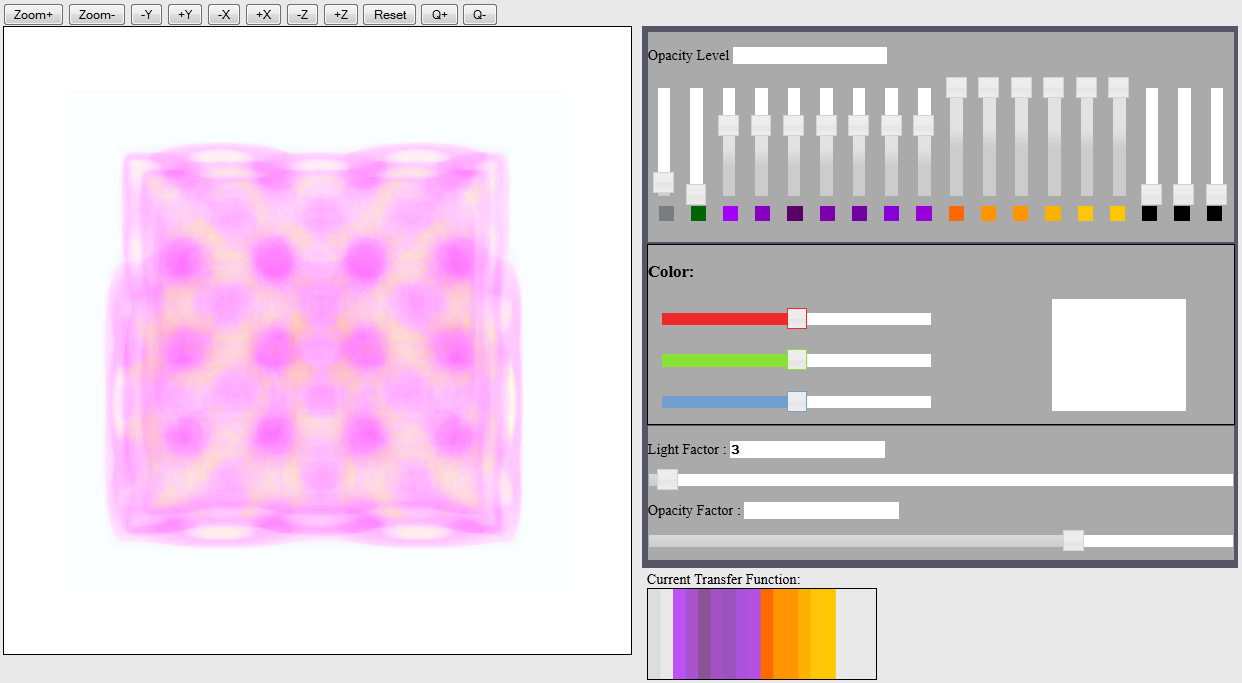 Zoom+ Zoom- -Y +Y -X +X -Z +Z Reset Q+ Q-
Opacity Level
Color:
Light Factor : 3
Opacity Factor :
Current Transfer Function: